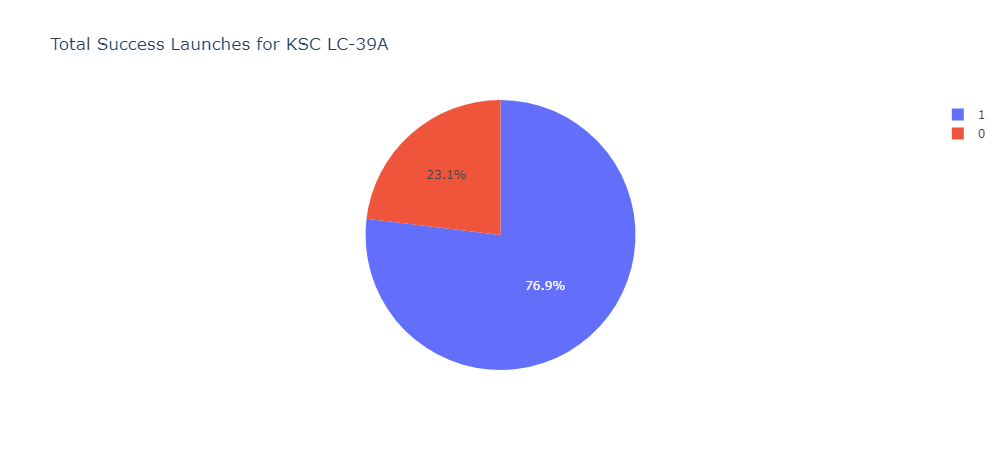 Total Success Launches for KSC LC-39A
1
0
23.1%
76.9%